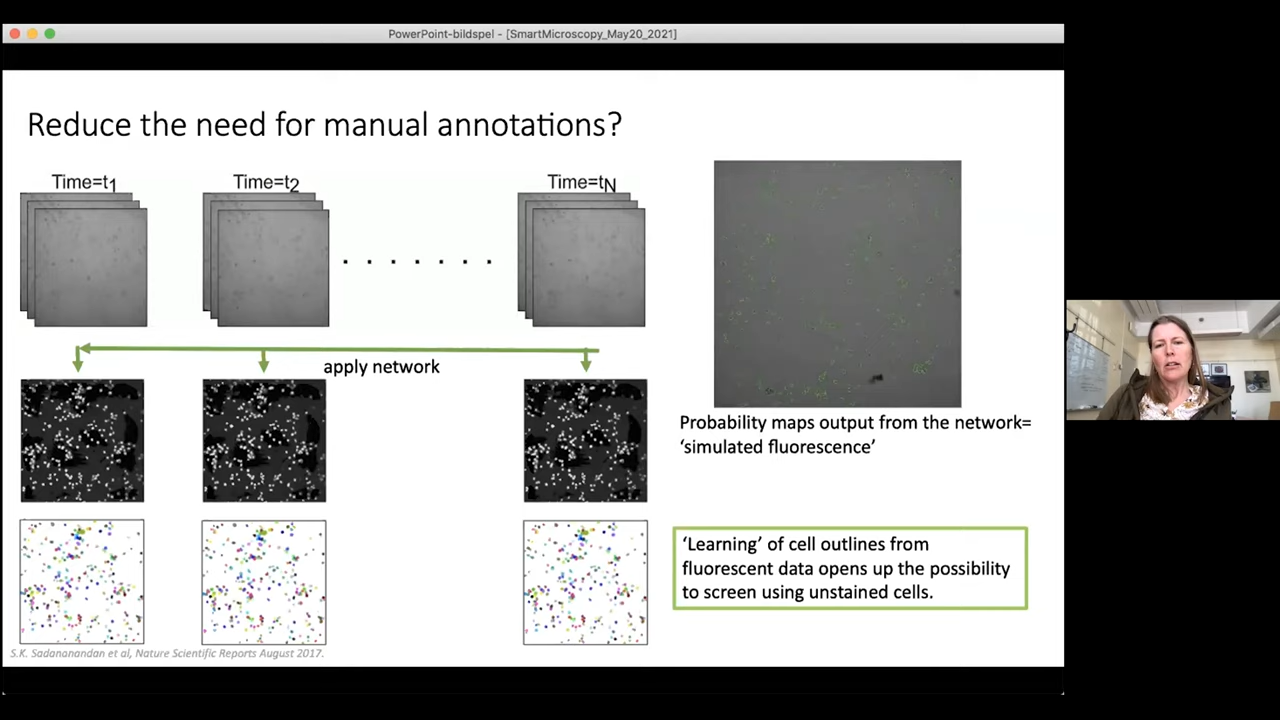 PowerPoint-bildspel - [SmartMicroscopy_May20_2021]
Reduce the need for manual annotations?
Time=t1
Time=t2
Time=tN
. . . . . . .
apply network
Probability maps output from the network=
‘simulated fluorescence’
‘Learning’ of cell outlines from
fluorescent data opens up the possibility
to screen using unstained cells.
S.K. Sadananandan et al, Nature Scientific Reports August 2017.